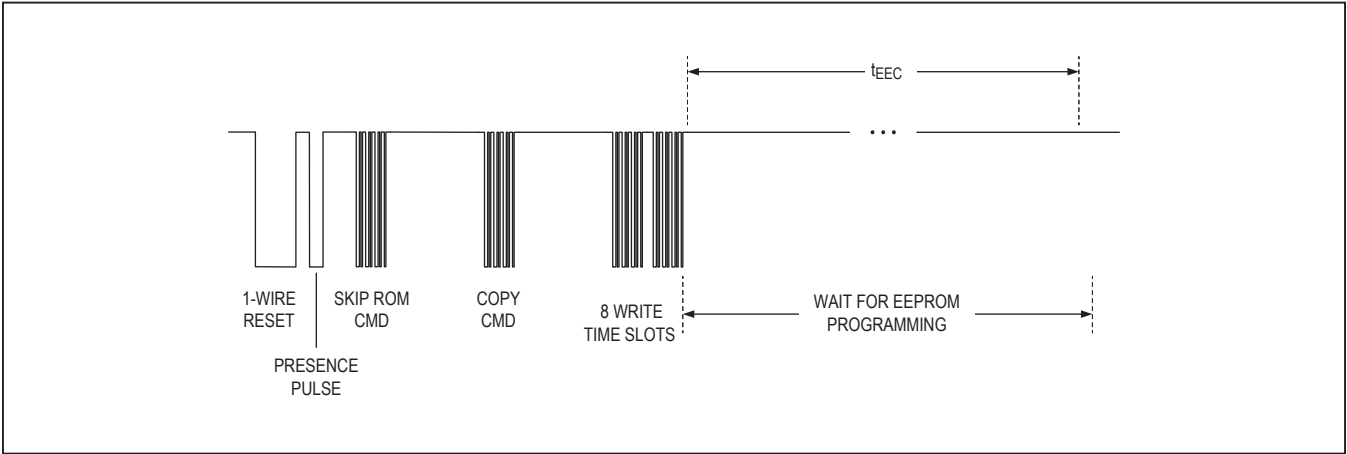 tEEC
• • •
1-WIRE
RESET
SKIP ROM
CMD
COPY
CMD
8 WRITE
TIME SLOTS
WAIT FOR EEPROM
PROGRAMMING
PRESENCE
PULSE